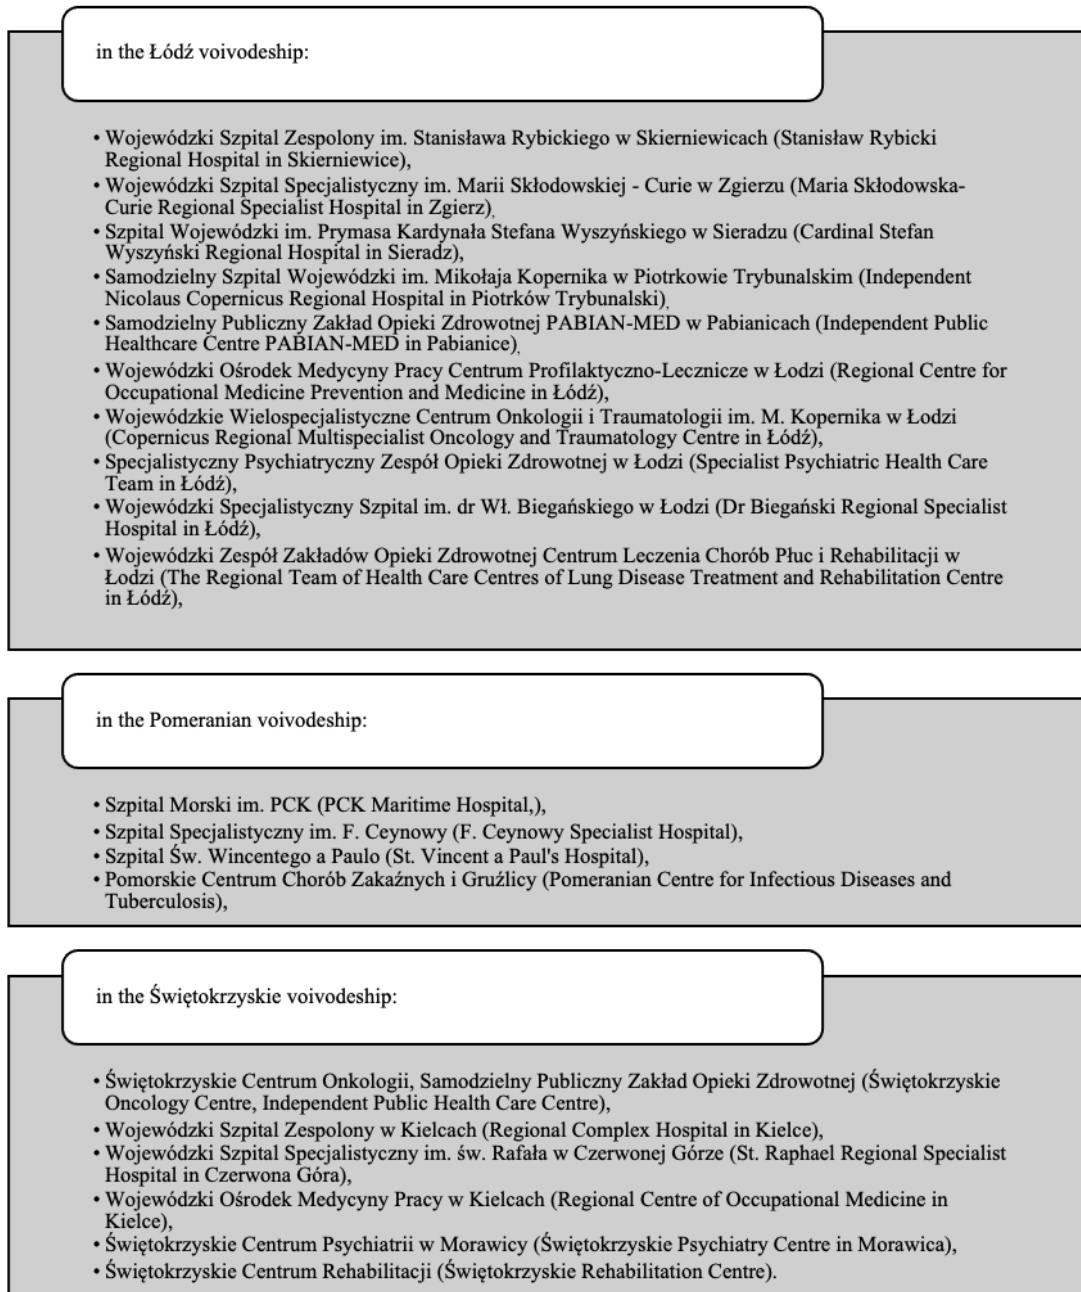 in the Łódź voivodeship:
• Wojewódzki Szpital Zespolony im. Stanisława Rybickiego w Skierniewicach (Stanisław Rybicki
Regional Hospital in Skierniewice),
• Wojewódzki Szpital Specjalistyczny im. Marii Skłodowskiej - Curie w Zgierzu (Maria Skłodowska-
Curie Regional Specialist Hospital in Zgierz),
• Szpital Wojewódzki im. Prymasa Kardynała Stefana Wyszyńskiego w Sieradzu (Cardinal Stefan
Wyszyński Regional Hospital in Sieradz),
• Samodzielny Szpital Wojewódzki im. Mikołaja Kopernika w Piotrkowie Trybunalskim (Independent
Nicolaus Copernicus Regional Hospital in Piotrków Trybunalski),
• Samodzielny Publiczny Zakład Opieki Zdrowotnej PABIAN-MED w Pabianicach (Independent Public
Healthcare Centre PABIAN-MED in Pabianice),
• Wojewódzki Ośrodek Medycyny Pracy Centrum Profilaktyczno-Lecznicze w Łodzi (Regional Centre for
Occupational Medicine Prevention and Medicine in Łódź),
• Wojewódzkie Wielospecjalistyczne Centrum Onkologii i Traumatologii im. M. Kopernika w Łodzi
(Copernicus Regional Multispecialist Oncology and Traumatology Centre in Łódź),
• Specjalistyczny Psychiatryczny Zespół Opieki Zdrowotnej w Łodzi (Specialist Psychiatric Health Care
Team in Łódź),
• Wojewódzki Specjalistyczny Szpital im. dr Wł. Biegańskiego w Łodzi (Dr Biegański Regional Specialist
Hospital in Łódź),
• Wojewódzki Zespół Zakładów Opieki Zdrowotnej Centrum Leczenia Chorób Płuc i Rehabilitacji w
Łodzi (The Regional Team of Health Care Centres of Lung Disease Treatment and Rehabilitation Centre
in Łódź),
in the Pomeranian voivodeship:
• Szpital Morski im. PCK (PCK Maritime Hospital,),
• Szpital Specjalistyczny im. F. Ceynowy (F. Ceynowy Specialist Hospital),
• Szpital Św. Wincentego a Paulo (St. Vincent a Paul's Hospital),
• Pomorskie Centrum Chorób Zakaźnych i Gruźlicy (Pomeranian Centre for Infectious Diseases and
Tuberculosis),
in the Świętokrzyskie voivodeship:
• Świętokrzyskie Centrum Onkologii, Samodzielny Publiczny Zakład Opieki Zdrowotnej (Świętokrzyskie
Oncology Centre, Independent Public Health Care Centre),
• Wojewódzki Szpital Zespolony w Kielcach (Regional Complex Hospital in Kielce),
• Wojewódzki Szpital Specjalistyczny im. św. Rafała w Czerwonej Górze (St. Raphael Regional Specialist
Hospital in Czerwona Góra),
• Wojewódzki Ośrodek Medycyny Pracy w Kielcach (Regional Centre of Occupational Medicine in
Kielce),
• Świętokrzyskie Centrum Psychiatrii w Morawicy (Świętokrzyskie Psychiatry Centre in Morawica),
• Świętokrzyskie Centrum Rehabilitacji (Świętokrzyskie Rehabilitation Centre).